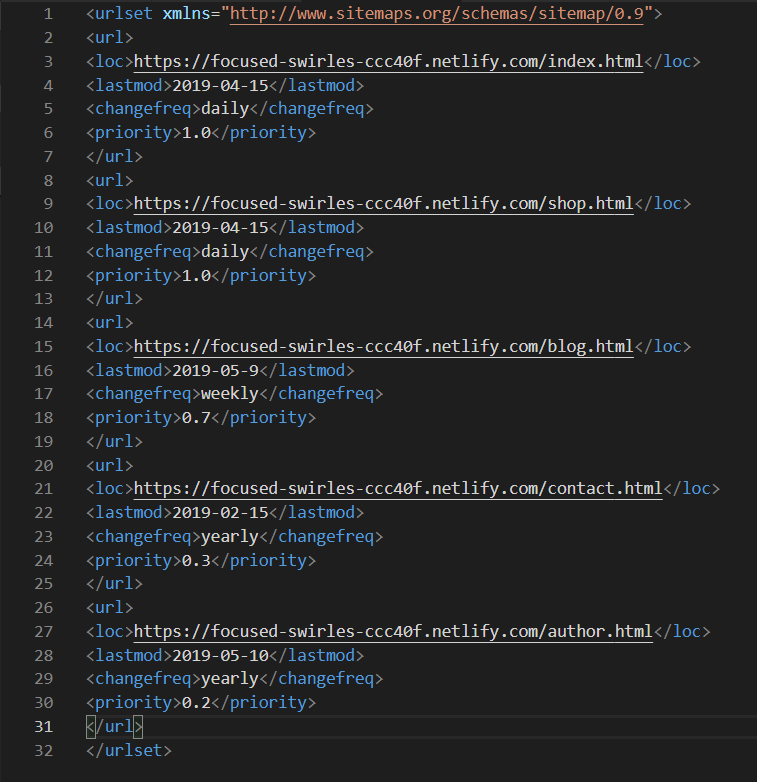 1 <urlset xmlns="http://www.sitemaps.org/schemas/sitemap/0.9">
2 <url>
3 <loc>https://focused-swirles-ccc40f.netlify.com/index.html</loc>
4 <lastmod>2019-04-15</lastmod>
5 <changefreq>daily</changefreq>
6 <priority>1.0</priority>
7 </url>
8 <url>
9 <loc>https://focused-swirles-ccc40f.netlify.com/shop.html</loc>
10 <lastmod>2019-04-15</lastmod>
11 <changefreq>daily</changefreq>
12 <priority>1.0</priority>
13 </url>
14 <url>
15 <loc>https://focused-swirles-ccc40f.netlify.com/blog.html</loc>
16 <lastmod>2019-05-9</lastmod>
17 <changefreq>weekly</changefreq>
18 <priority>0.7</priority>
19 </url>
20 <url>
21 <loc>https://focused-swirles-ccc40f.netlify.com/contact.html</loc>
22 <lastmod>2019-02-15</lastmod>
23 <changefreq>yearly</changefreq>
24 <priority>0.3</priority>
25 </url>
26 <url>
27 <loc>https://focused-swirles-ccc40f.netlify.com/author.html</loc>
28 <lastmod>2019-05-10</lastmod>
29 <changefreq>yearly</changefreq>
30 <priority>0.2</priority>
31 </url>
32 </urlset>